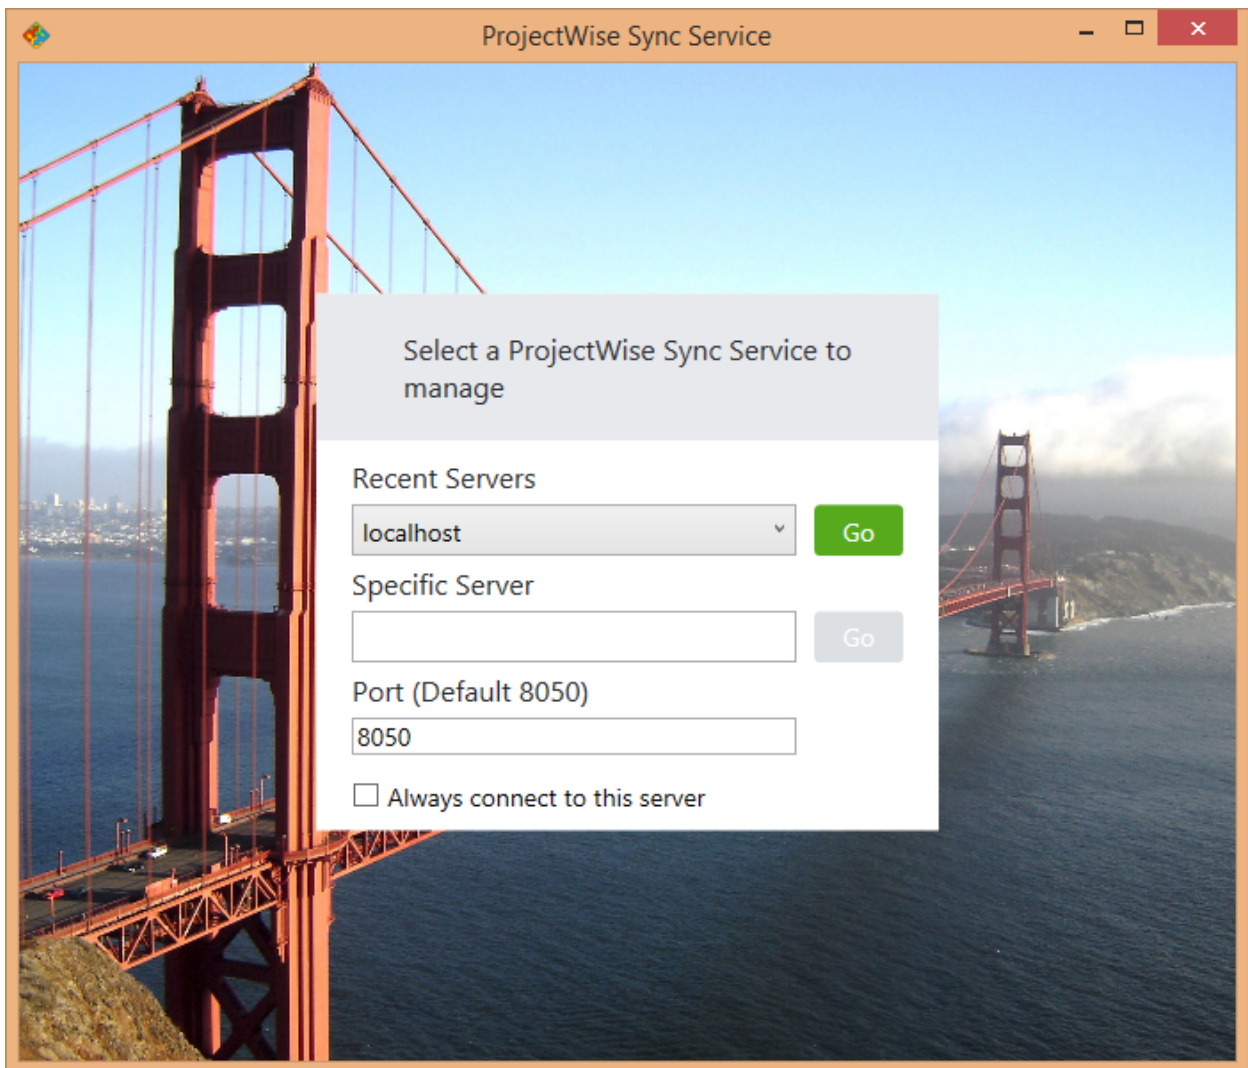 ProjectWise Sync Service
Select a ProjectWise Sync Service to
manage
Recent Servers
localhost
Go
Specific Server
Go
Port (Default 8050)
8050
Always connect to this server